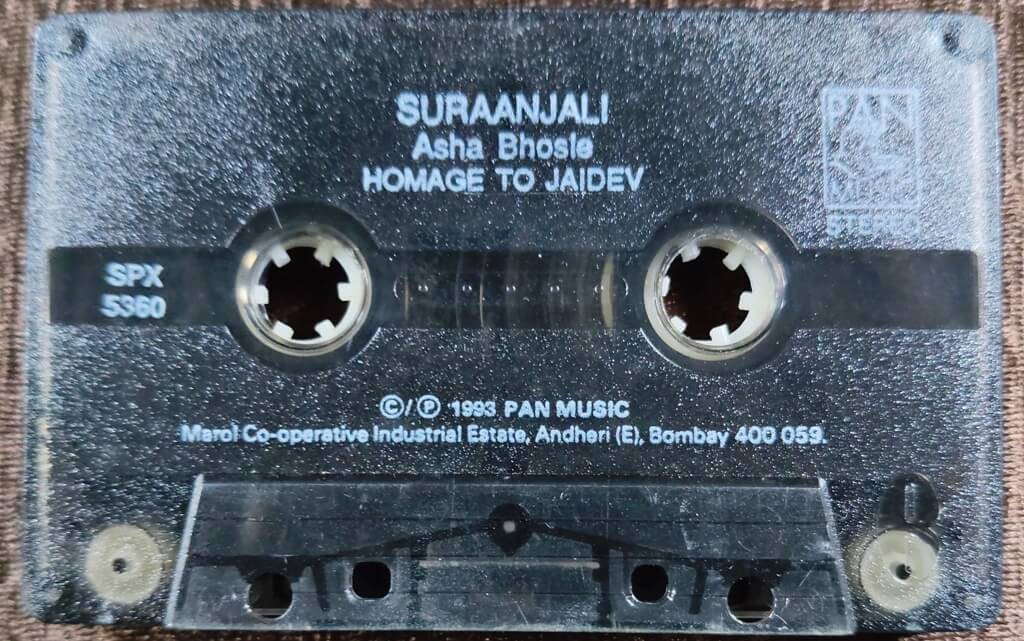 SURAANJALI
Asha Bhosle
HOMAGE TO JAIDEV
PAN
MUSIC
STEREO
SPX
5360
©/℗ 1993 PAN MUSIC
Marol Co-operative Industrial Estate, Andheri (E), Bombay 400 059.